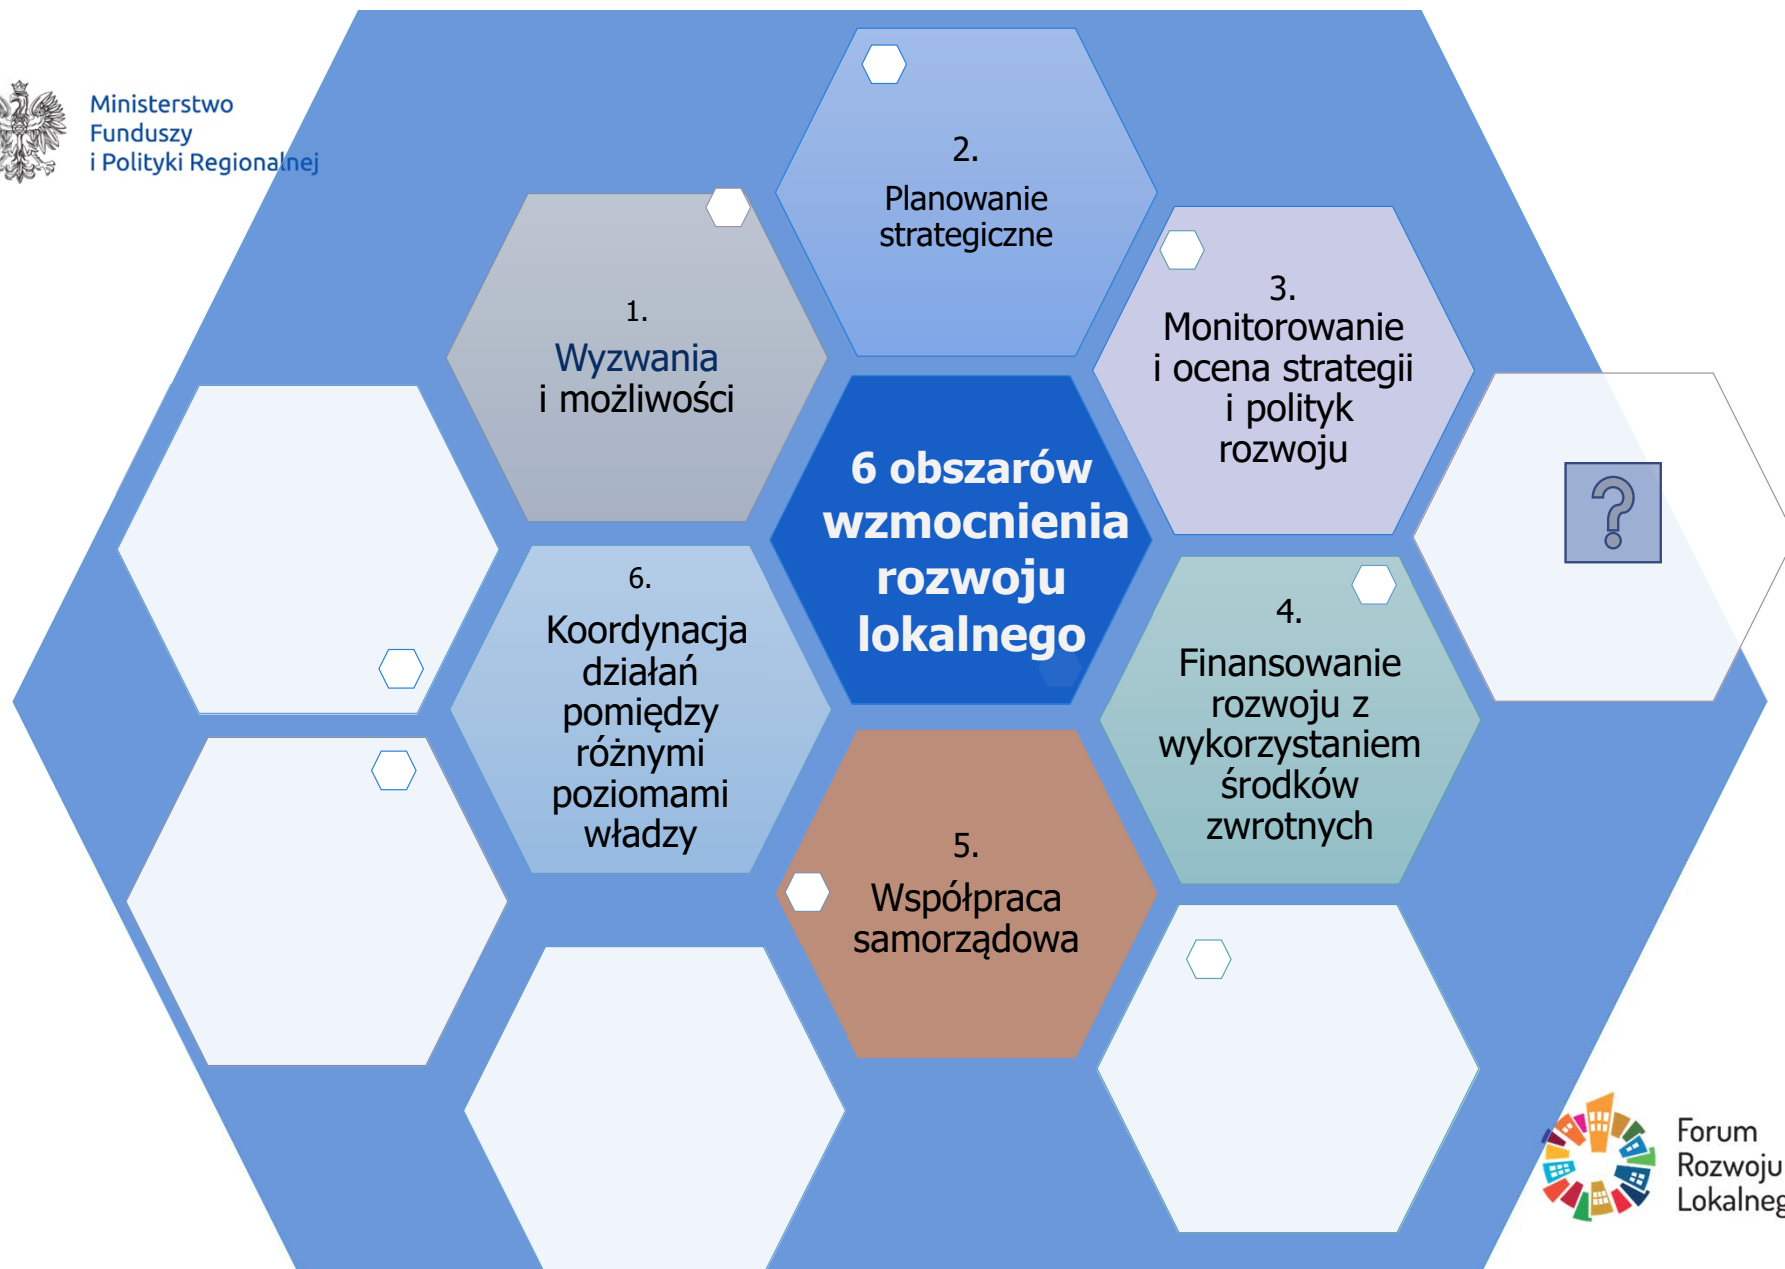 Ministerstwo
Funduszy
i Polityki Regionalnej
2.
Planowanie
strategiczne
1.
Wyzwania
i możliwości
3.
Monitorowanie
i ocena strategii
i polityk
rozwoju
6 obszarów
wzmocnienia
rozwoju
lokalnego
?
6.
Koordynacja
działań
pomiędzy
różnymi
poziomami
władzy
4.
Finansowanie
rozwoju z
wykorzystaniem
środków
zwrotnych
5.
Współpraca
samorządowa
Forum
Rozwoju
Lokalneg